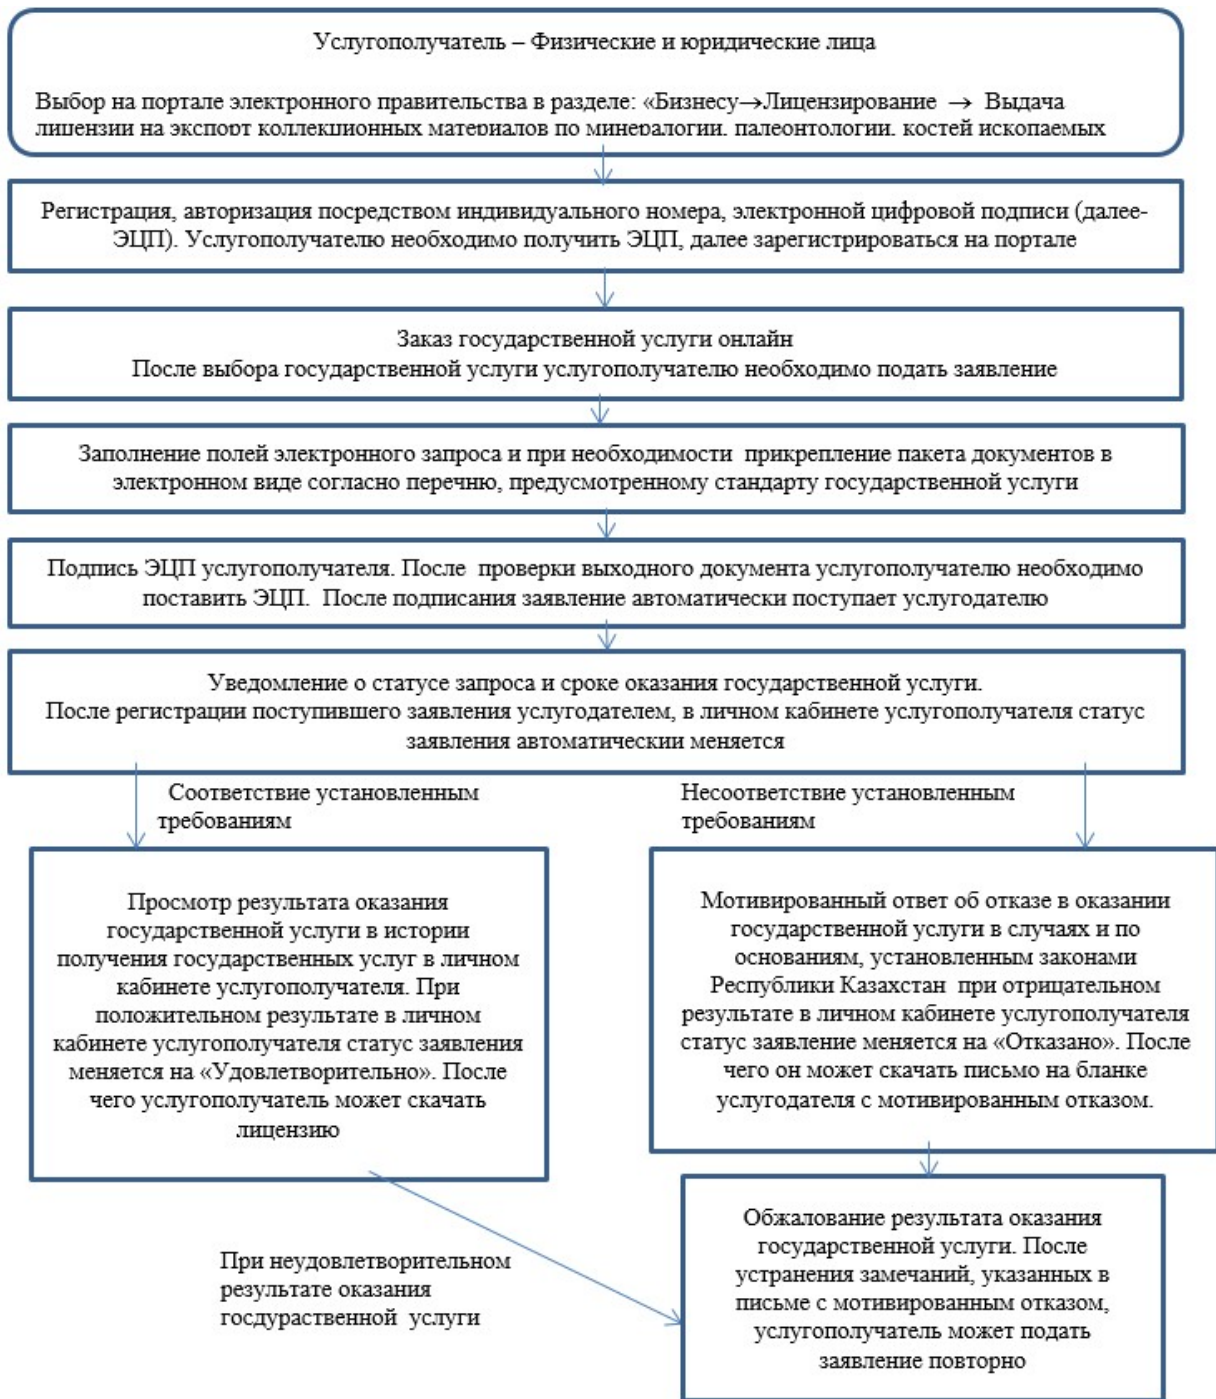 Услугополучатель – Физические и юридические лица
Выбор на портале электронного правительства в разделе: «Бизнесу→Лицензирование → Выдача
лицензии на экспорт коллекционных материалов по минералогии, палеонтологии, костей ископаемых
Регистрация, авторизация посредством индивидуального номера, электронной цифровой подписи (далее-
ЭЦП). Услугополучателю необходимо получить ЭЦП, далее зарегистрироваться на портале
Заказ государственной услуги онлайн
После выбора государственной услуги услугополучателю необходимо подать заявление
Заполнение полей электронного запроса и при необходимости прикрепление пакета документов в
электронном виде согласно перечню, предусмотренному стандарту государственной услуги
Подпись ЭЦП услугополучателя. После проверки выходного документа услугополучателю необходимо
поставить ЭЦП. После подписания заявление автоматически поступает услугодателю
Уведомление о статусе запроса и сроке оказания государственной услуги.
После регистрации поступившего заявления услугодателем, в личном кабинете услугополучателя статус
заявления автоматическии меняется
Соответствие установленным
требованиям
Несоответствие установленным
требованиям
Просмотр результата оказания
государственной услуги в истории
получения государственных услуг в личном
кабинете услугополучателя. При
положительном результате в личном
кабинете услугополучателя статус заявления
меняется на «Удовлетворительно». После
чего услугополучатель может скачать
лицензию
Мотивированный ответ об отказе в оказании
государственной услуги в случаях и по
основаниям, установленным законами
Республики Казахстан при отрицательном
результате в личном кабинете услугополучателя
статус заявление меняется на «Отказано». После
чего он может скачать письмо на бланке
услугодателя с мотивированным отказом.
При неудовлетворительном
результате оказания
госдураственной услуги
Обжалование результата оказания
государственной услуги. После
устранения замечаний, указанных в
письме с мотивированным отказом,
услугополучатель может подать
заявление повторно